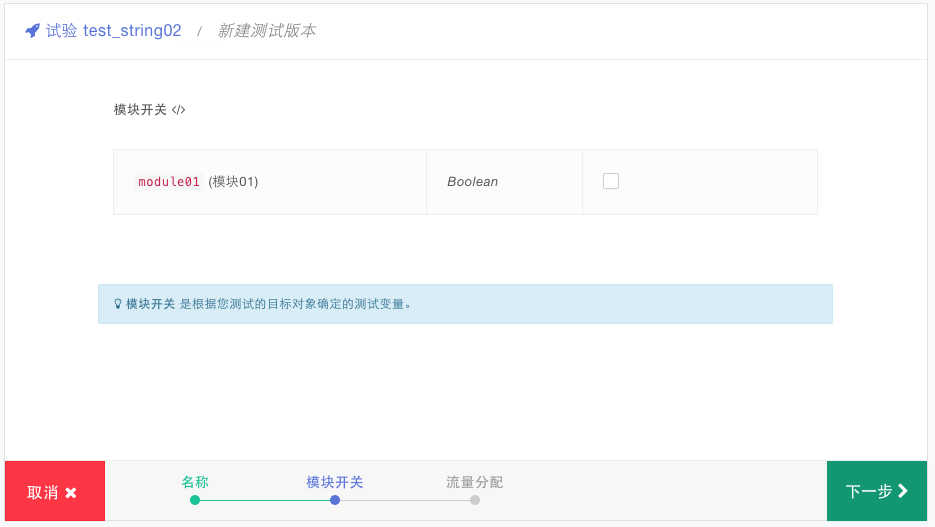 试验 test_string02 / 新建测试版本
模块开关 </>
module01 (模块01) Boolean
模块开关 是根据您测试的目标对象确定的测试变量。
取消 名称 模块开关 流量分配 下一步